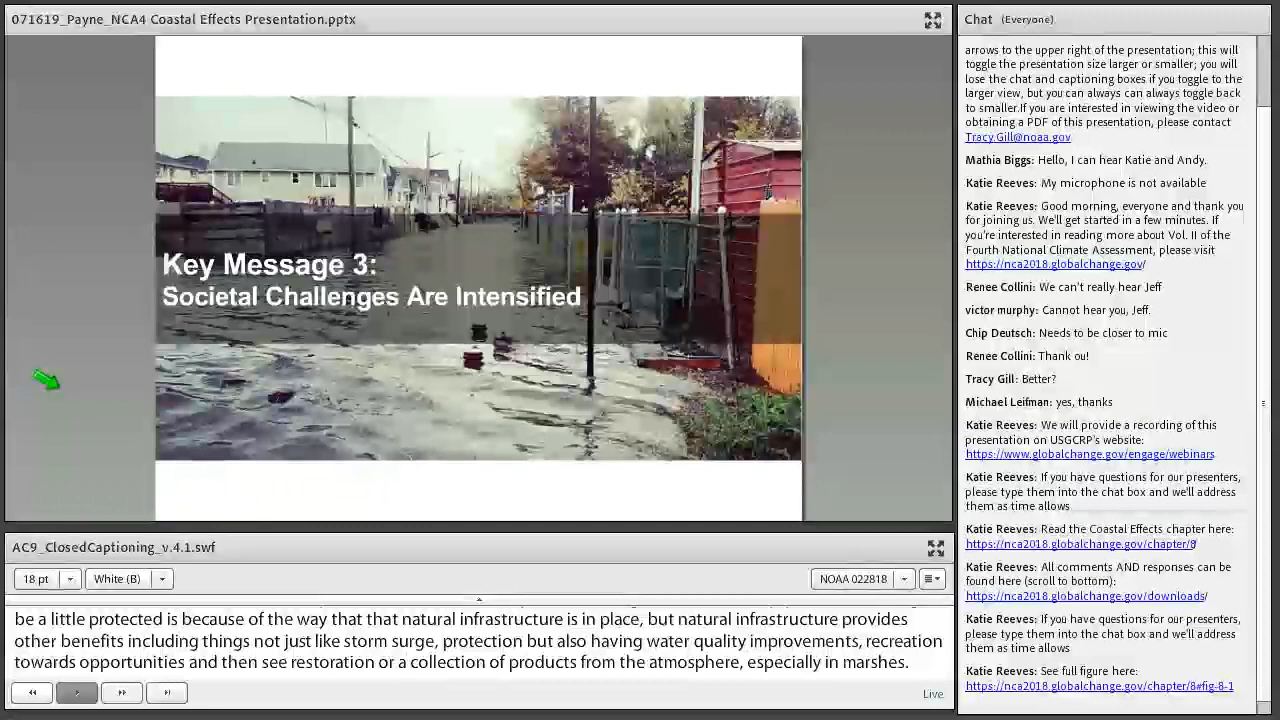 071619_Payne_NCA4 Coastal Effects Presentation.pptx
Key Message 3:
Societal Challenges Are Intensified
AC9_ClosedCaptioning_v.4.1.swf
18 pt
White (B)
NOAA 022818
be a little protected is because of the way that that natural infrastructure is in place, but natural infrastructure provides
other benefits including things not just like storm surge, protection but also having water quality improvements, recreation
towards opportunities and then see restoration or a collection of products from the atmosphere, especially in marshes.
Live
Chat (Everyone)
arrows to the upper right of the presentation; this will
toggle the presentation size larger or smaller; you will
lose the chat and captioning boxes if you toggle to the
larger view, but you can always can always toggle back
to smaller.If you are interested in viewing the video or
obtaining a PDF of this presentation, please contact
Tracy.Gill@noaa.gov
Mathia Biggs: Hello, I can hear Katie and Andy.
Katie Reeves: My microphone is not available
Katie Reeves: Good morning, everyone and thank you
for joining us. We'll get started in a few minutes. If
you're interested in reading more about Vol. II of the
Fourth National Climate Assessment, please visit
https://nca2018.globalchange.gov/
Renee Collini: We can't really hear Jeff
victor murphy: Cannot hear you, Jeff.
Chip Deutsch: Needs to be closer to mic
Renee Collini: Thank ou!
Tracy Gill: Better?
Michael Leifman: yes, thanks
Katie Reeves: We will provide a recording of this
presentation on USGCRP's website:
https://www.globalchange.gov/engage/webinars
Katie Reeves: If you have questions for our presenters,
please type them into the chat box and we'll address
them as time allows
Katie Reeves: Read the Coastal Effects chapter here:
https://nca2018.globalchange.gov/chapter/8
Katie Reeves: All comments AND responses can be
found here (scroll to bottom):
https://nca2018.globalchange.gov/downloads/
Katie Reeves: If you have questions for our presenters,
please type them into the chat box and we'll address
them as time allows
Katie Reeves: See full figure here:
https://nca2018.globalchange.gov/chapter/8#fig-8-1